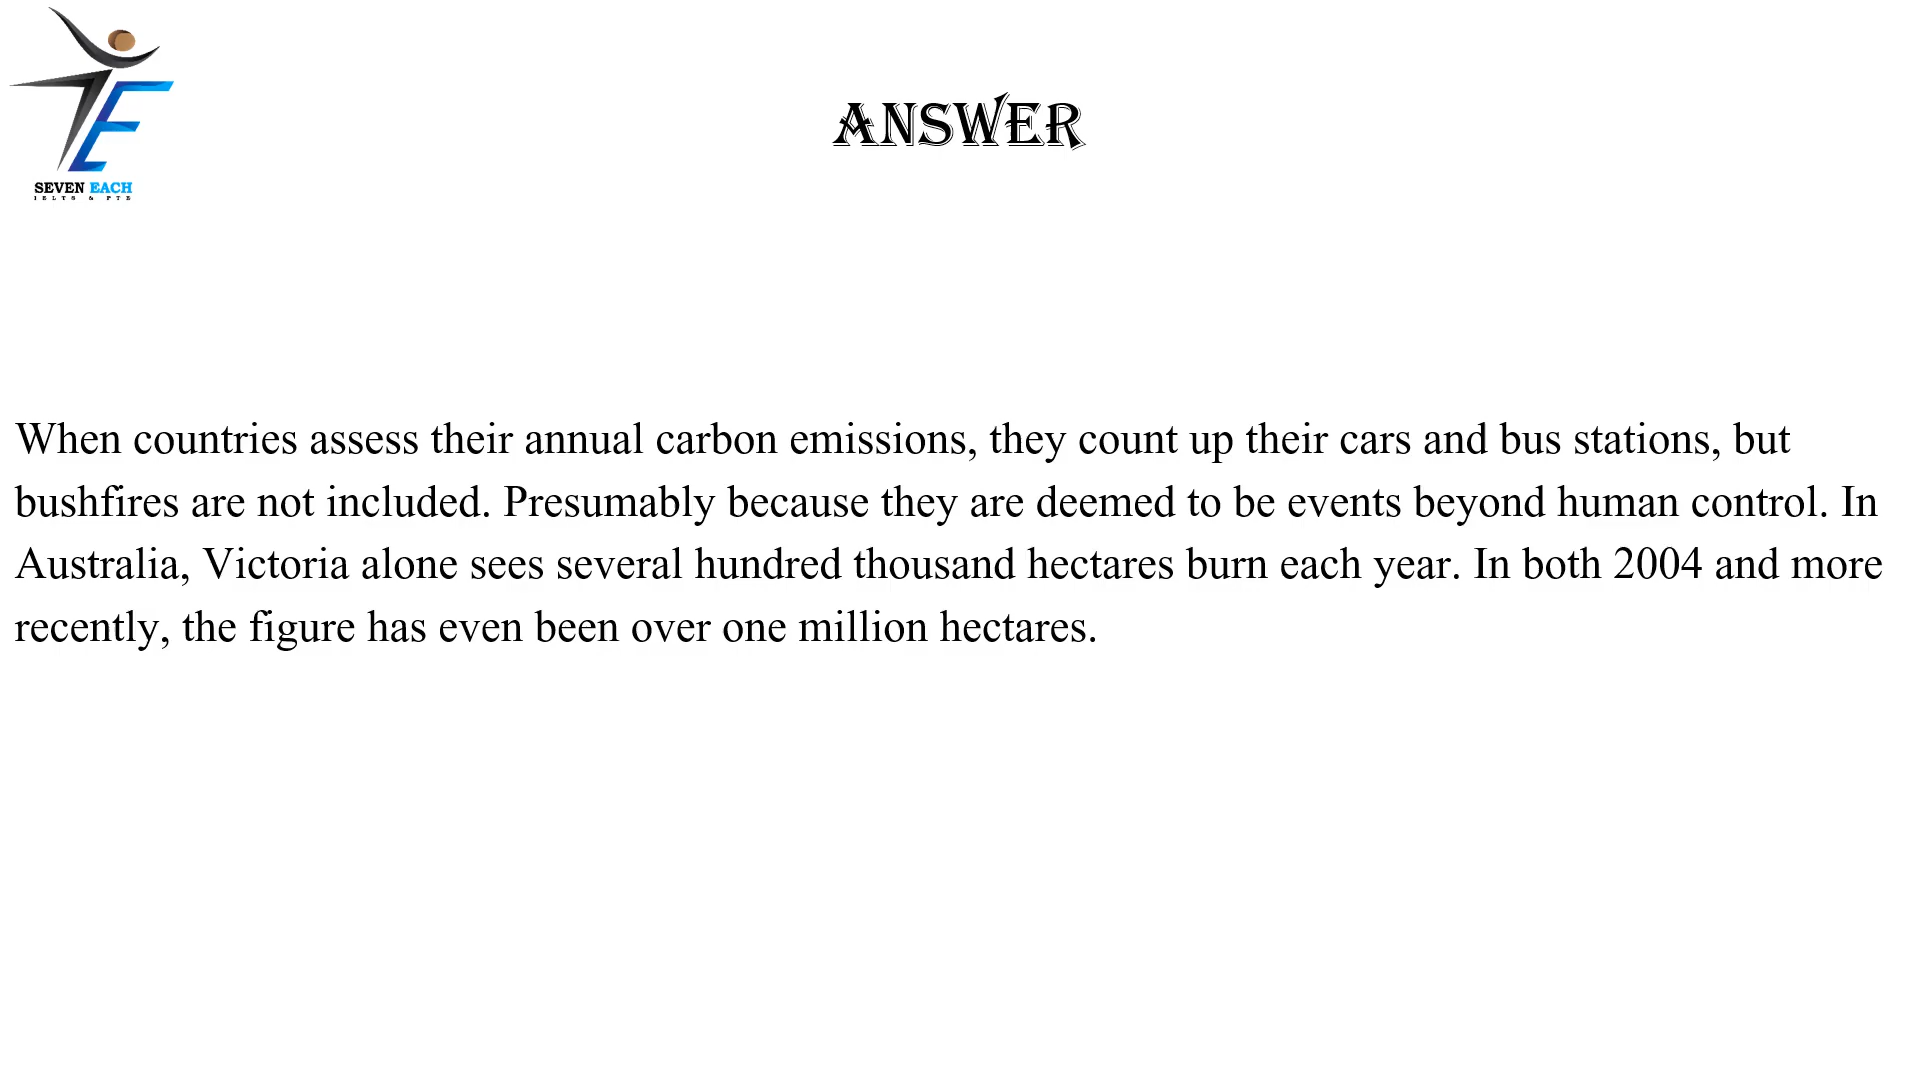 SEVEN EACH
IELTS & PTE
ANSWER
When countries assess their annual carbon emissions, they count up their cars and bus stations, but
bushfires are not included. Presumably because they are deemed to be events beyond human control. In
Australia, Victoria alone sees several hundred thousand hectares burn each year. In both 2004 and more
recently, the figure has even been over one million hectares.